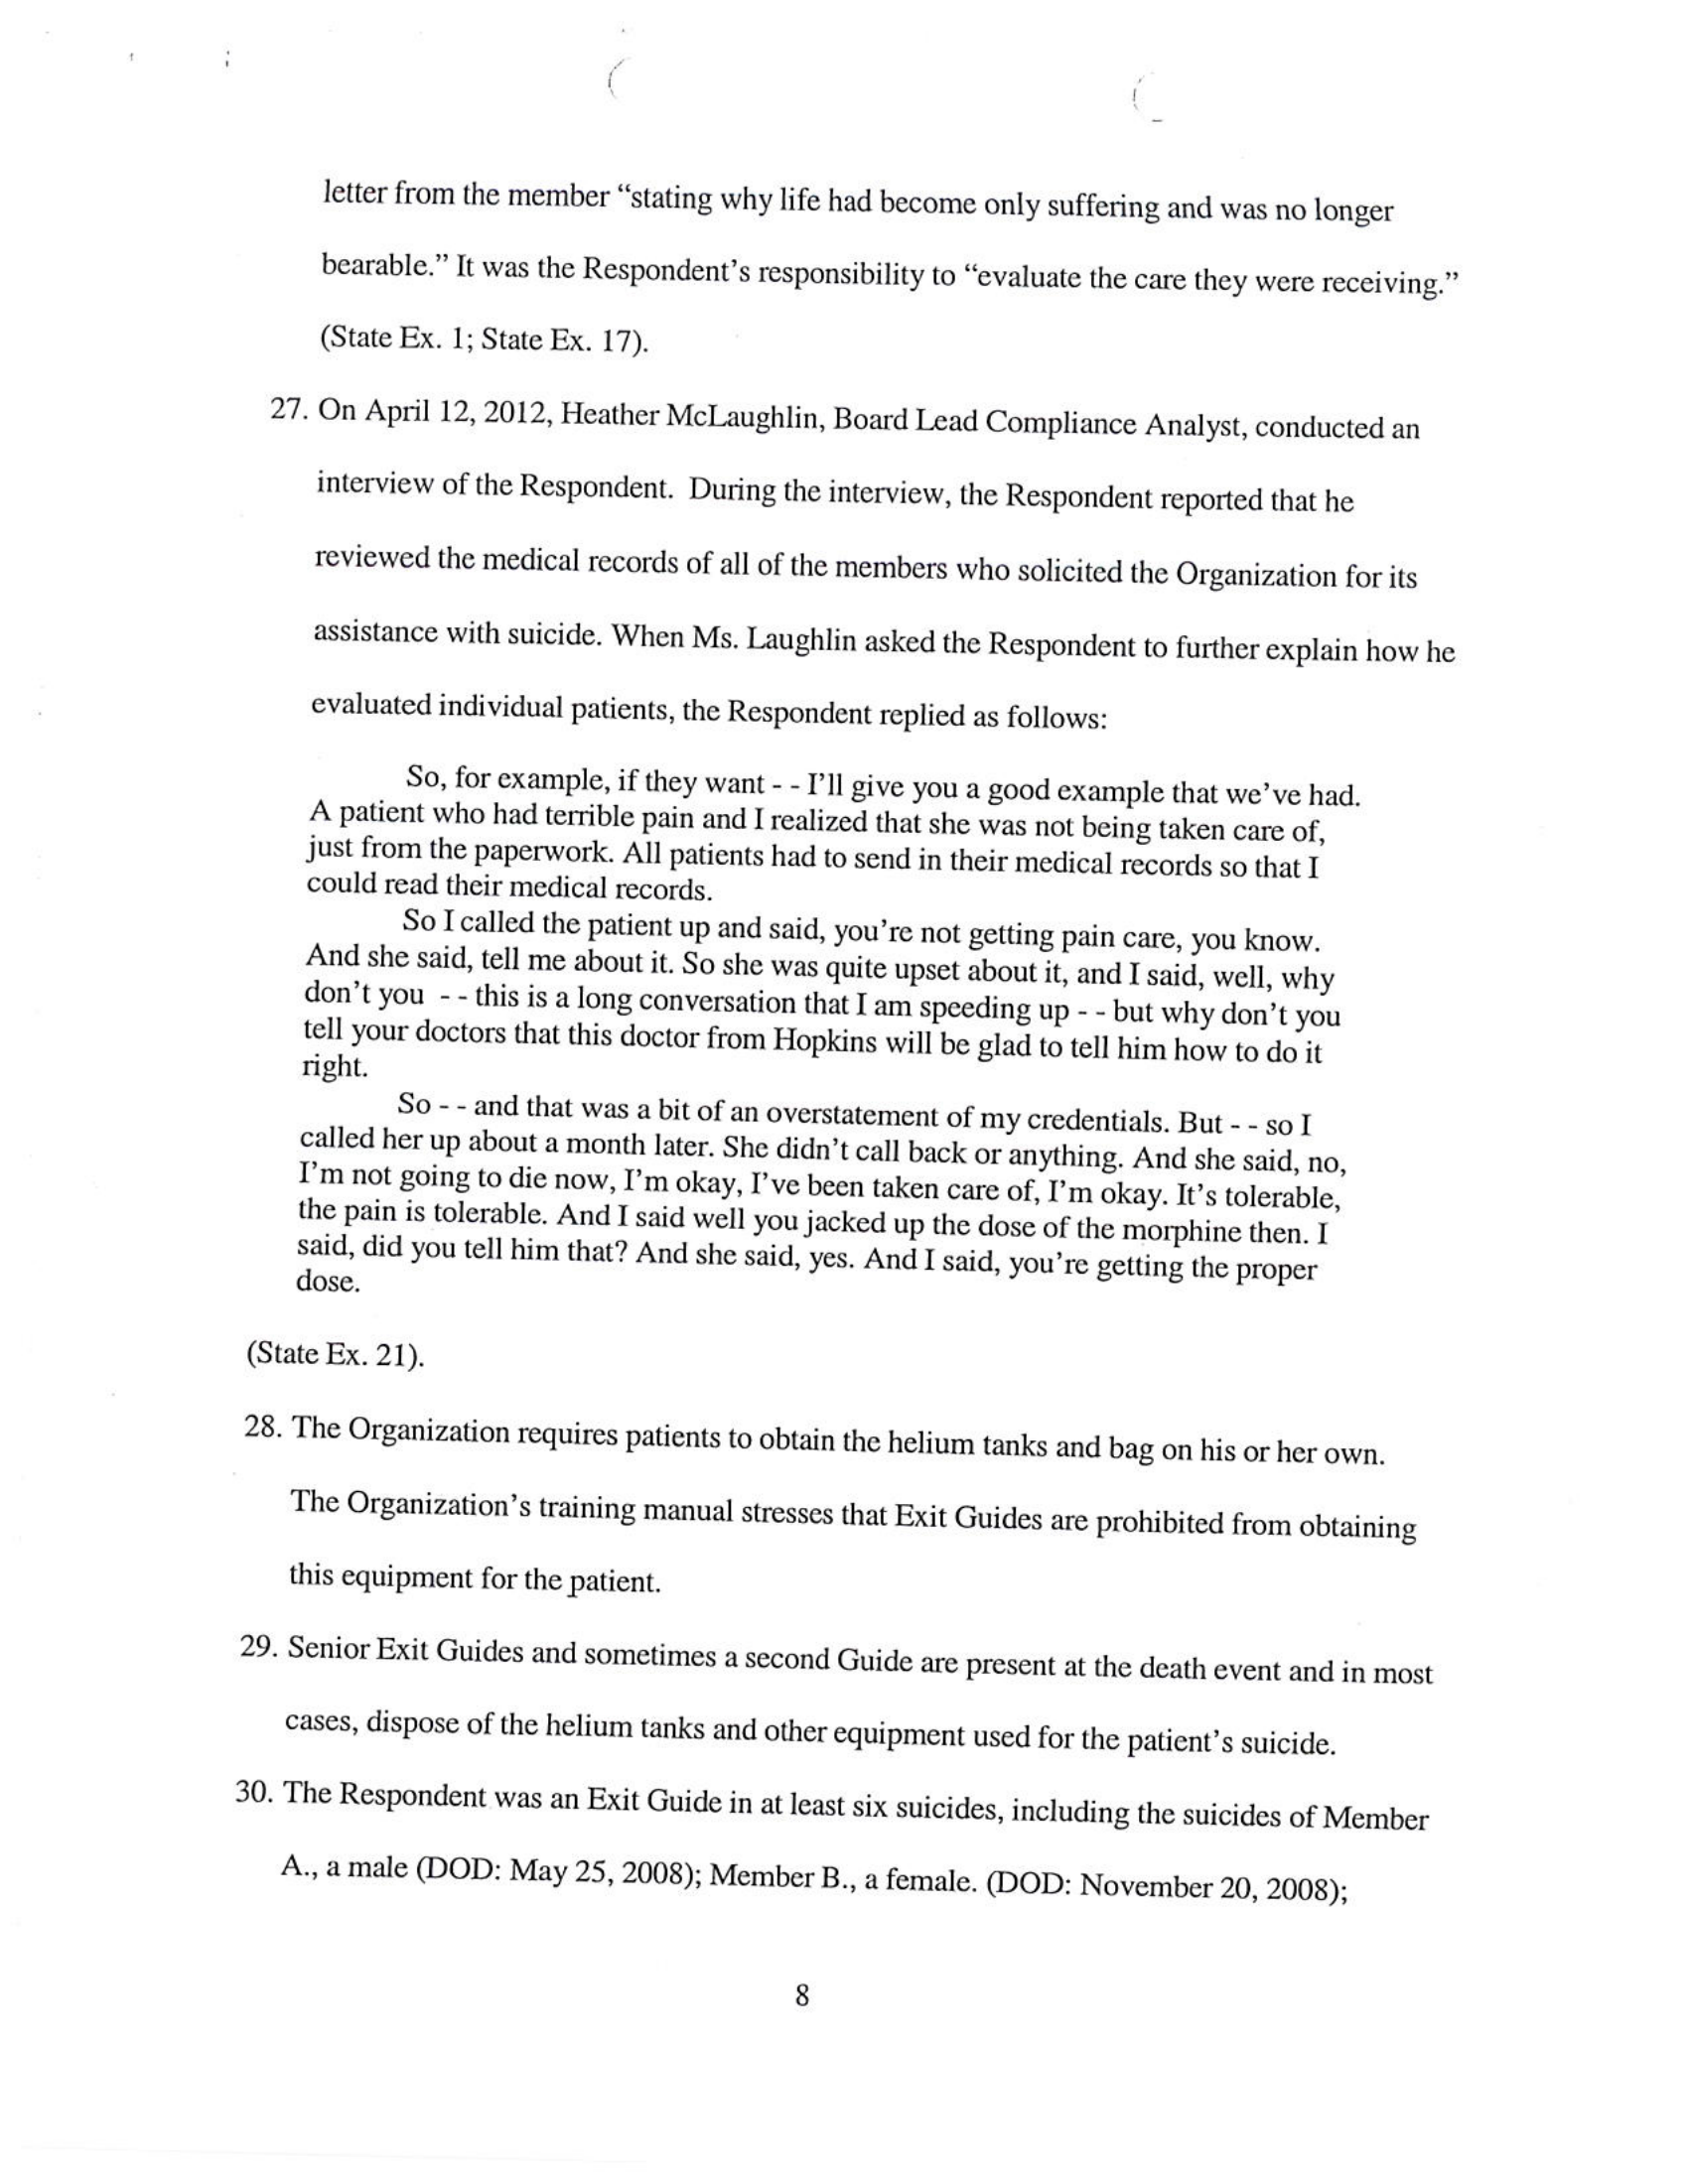 letter from the member “stating why life had become only suffering and was no longer
bearable.” It was the Respondent’s responsibility to “evaluate the care they were receiving.”
(State Ex. 1; State Ex. 17).
27. On April 12, 2012, Heather McLaughlin, Board Lead Compliance Analyst, conducted an
interview of the Respondent. During the interview, the Respondent reported that he
reviewed the medical records of all of the members who solicited the Organization for its
assistance with suicide. When Ms. Laughlin asked the Respondent to further explain how he
evaluated individual patients, the Respondent replied as follows:
So, for example, if they want - - I’ll give you a good example that we’ve had.
A patient who had terrible pain and I realized that she was not being taken care of,
just from the paperwork. All patients had to send in their medical records so that I
could read their medical records.
So I called the patient up and said, you’re not getting pain care, you know.
And she said, tell me about it. So she was quite upset about it, and I said, well, why
don’t you - - this is a long conversation that I am speeding up - - but why don’t you
tell your doctors that this doctor from Hopkins will be glad to tell him how to do it
right.
So - - and that was a bit of an overstatement of my credentials. But - - so I
called her up about a month later. She didn’t call back or anything. And she said, no,
I’m not going to die now, I’m okay, I’ve been taken care of, I’m okay. It’s tolerable,
the pain is tolerable. And I said well you jacked up the dose of the morphine then. I
said, did you tell him that? And she said, yes. And I said, you’re getting the proper
dose.
(State Ex. 21).
28. The Organization requires patients to obtain the helium tanks and bag on his or her own.
The Organization’s training manual stresses that Exit Guides are prohibited from obtaining
this equipment for the patient.
29. Senior Exit Guides and sometimes a second Guide are present at the death event and in most
cases, dispose of the helium tanks and other equipment used for the patient’s suicide.
30. The Respondent was an Exit Guide in at least six suicides, including the suicides of Member
A., a male (DOD: May 25, 2008); Member B., a female. (DOD: November 20, 2008);
8